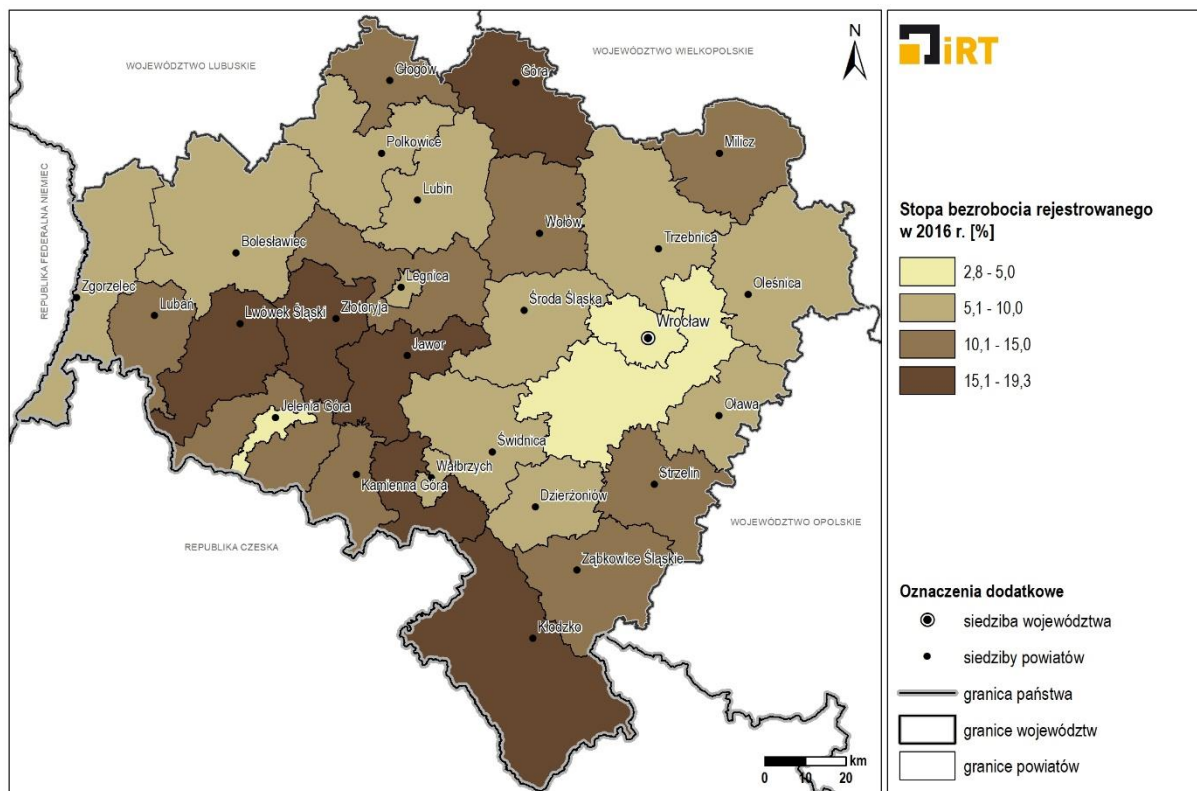 WOJEWÓDZTWO LUBUSKIE
WOJEWÓDZTWO WIELKOPOLSKIE
N
Głogów
Góra
Polkowice
Milicz
Lubin
REPUBLIKA FEDERALNA NIEMIEC
Wołów
Trzebnica
Bolesławiec
Legnica
Oleśnica
Zgorzelec
Lubań
Lwówek Śląski
Złotoryja
Środa Śląska
Wrocław
Jawor
Jelenia Góra
Oława
Świdnica
Wałbrzych
Kamienna Góra
Strzelin
Dzierżoniów
WOJEWÓDZTWO OPOLSKIE
REPUBLIKA CZESKA
Ząbkowice Śląskie
Kłodzko
km
0 10 20
iRT
Stopa bezrobocia rejestrowanego
w 2016 r. [%]
2,8 - 5,0
5,1 - 10,0
10,1 - 15,0
15,1 - 19,3
Oznaczenia dodatkowe
siedziba województwa
siedziby powiatów
granica państwa
granice województw
granice powiatów